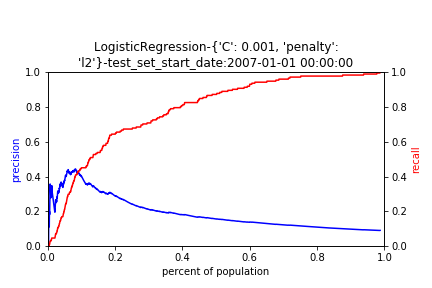 LogisticRegression-{'C': 0.001, 'penalty':
'l2'}-test_set_start_date:2007-01-01 00:00:00
1.0
0.8
0.6
0.4
0.2
0.0
precision
1.0
0.8
0.6
0.4
0.2
0.0
recall
0.0 0.2 0.4 0.6 0.8 1.0
percent of population